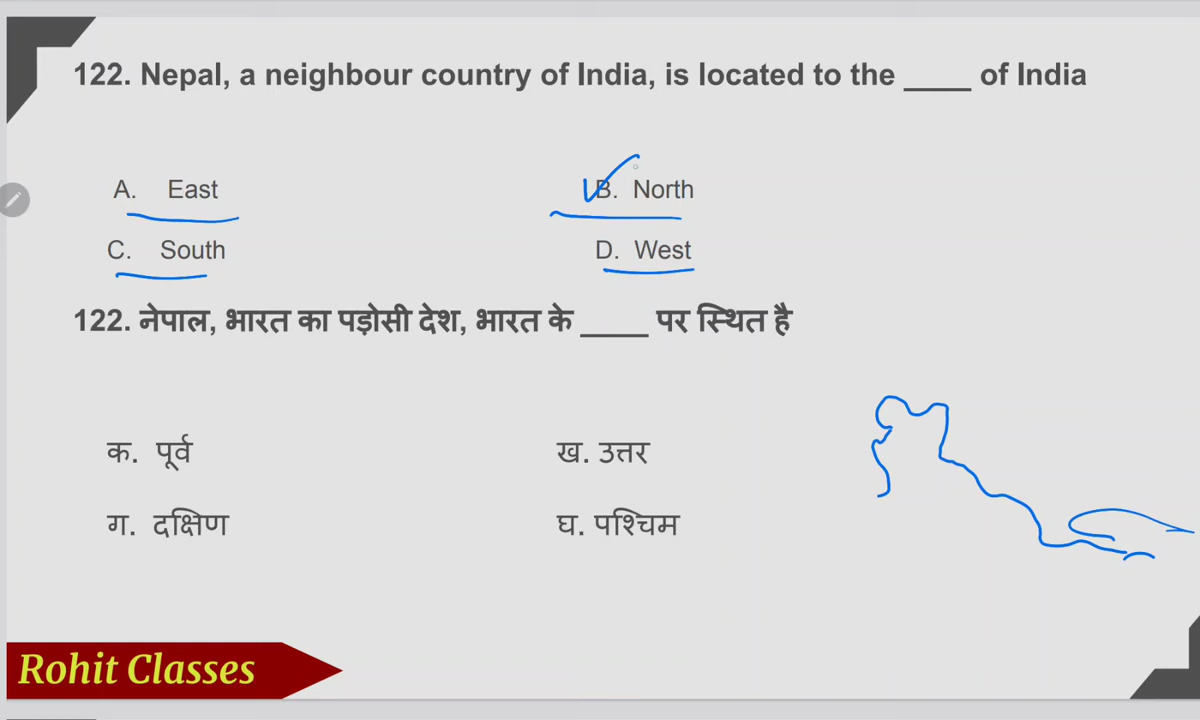 122. Nepal, a neighbour country of India, is located to the ____ of India
A. East B. North
C. South D. West
122. नेपाल, भारत का पड़ोसी देश, भारत के ____ पर स्थित है
क. पूर्व ख. उत्तर
ग. दक्षिण घ. पश्चिम
Rohit Classes